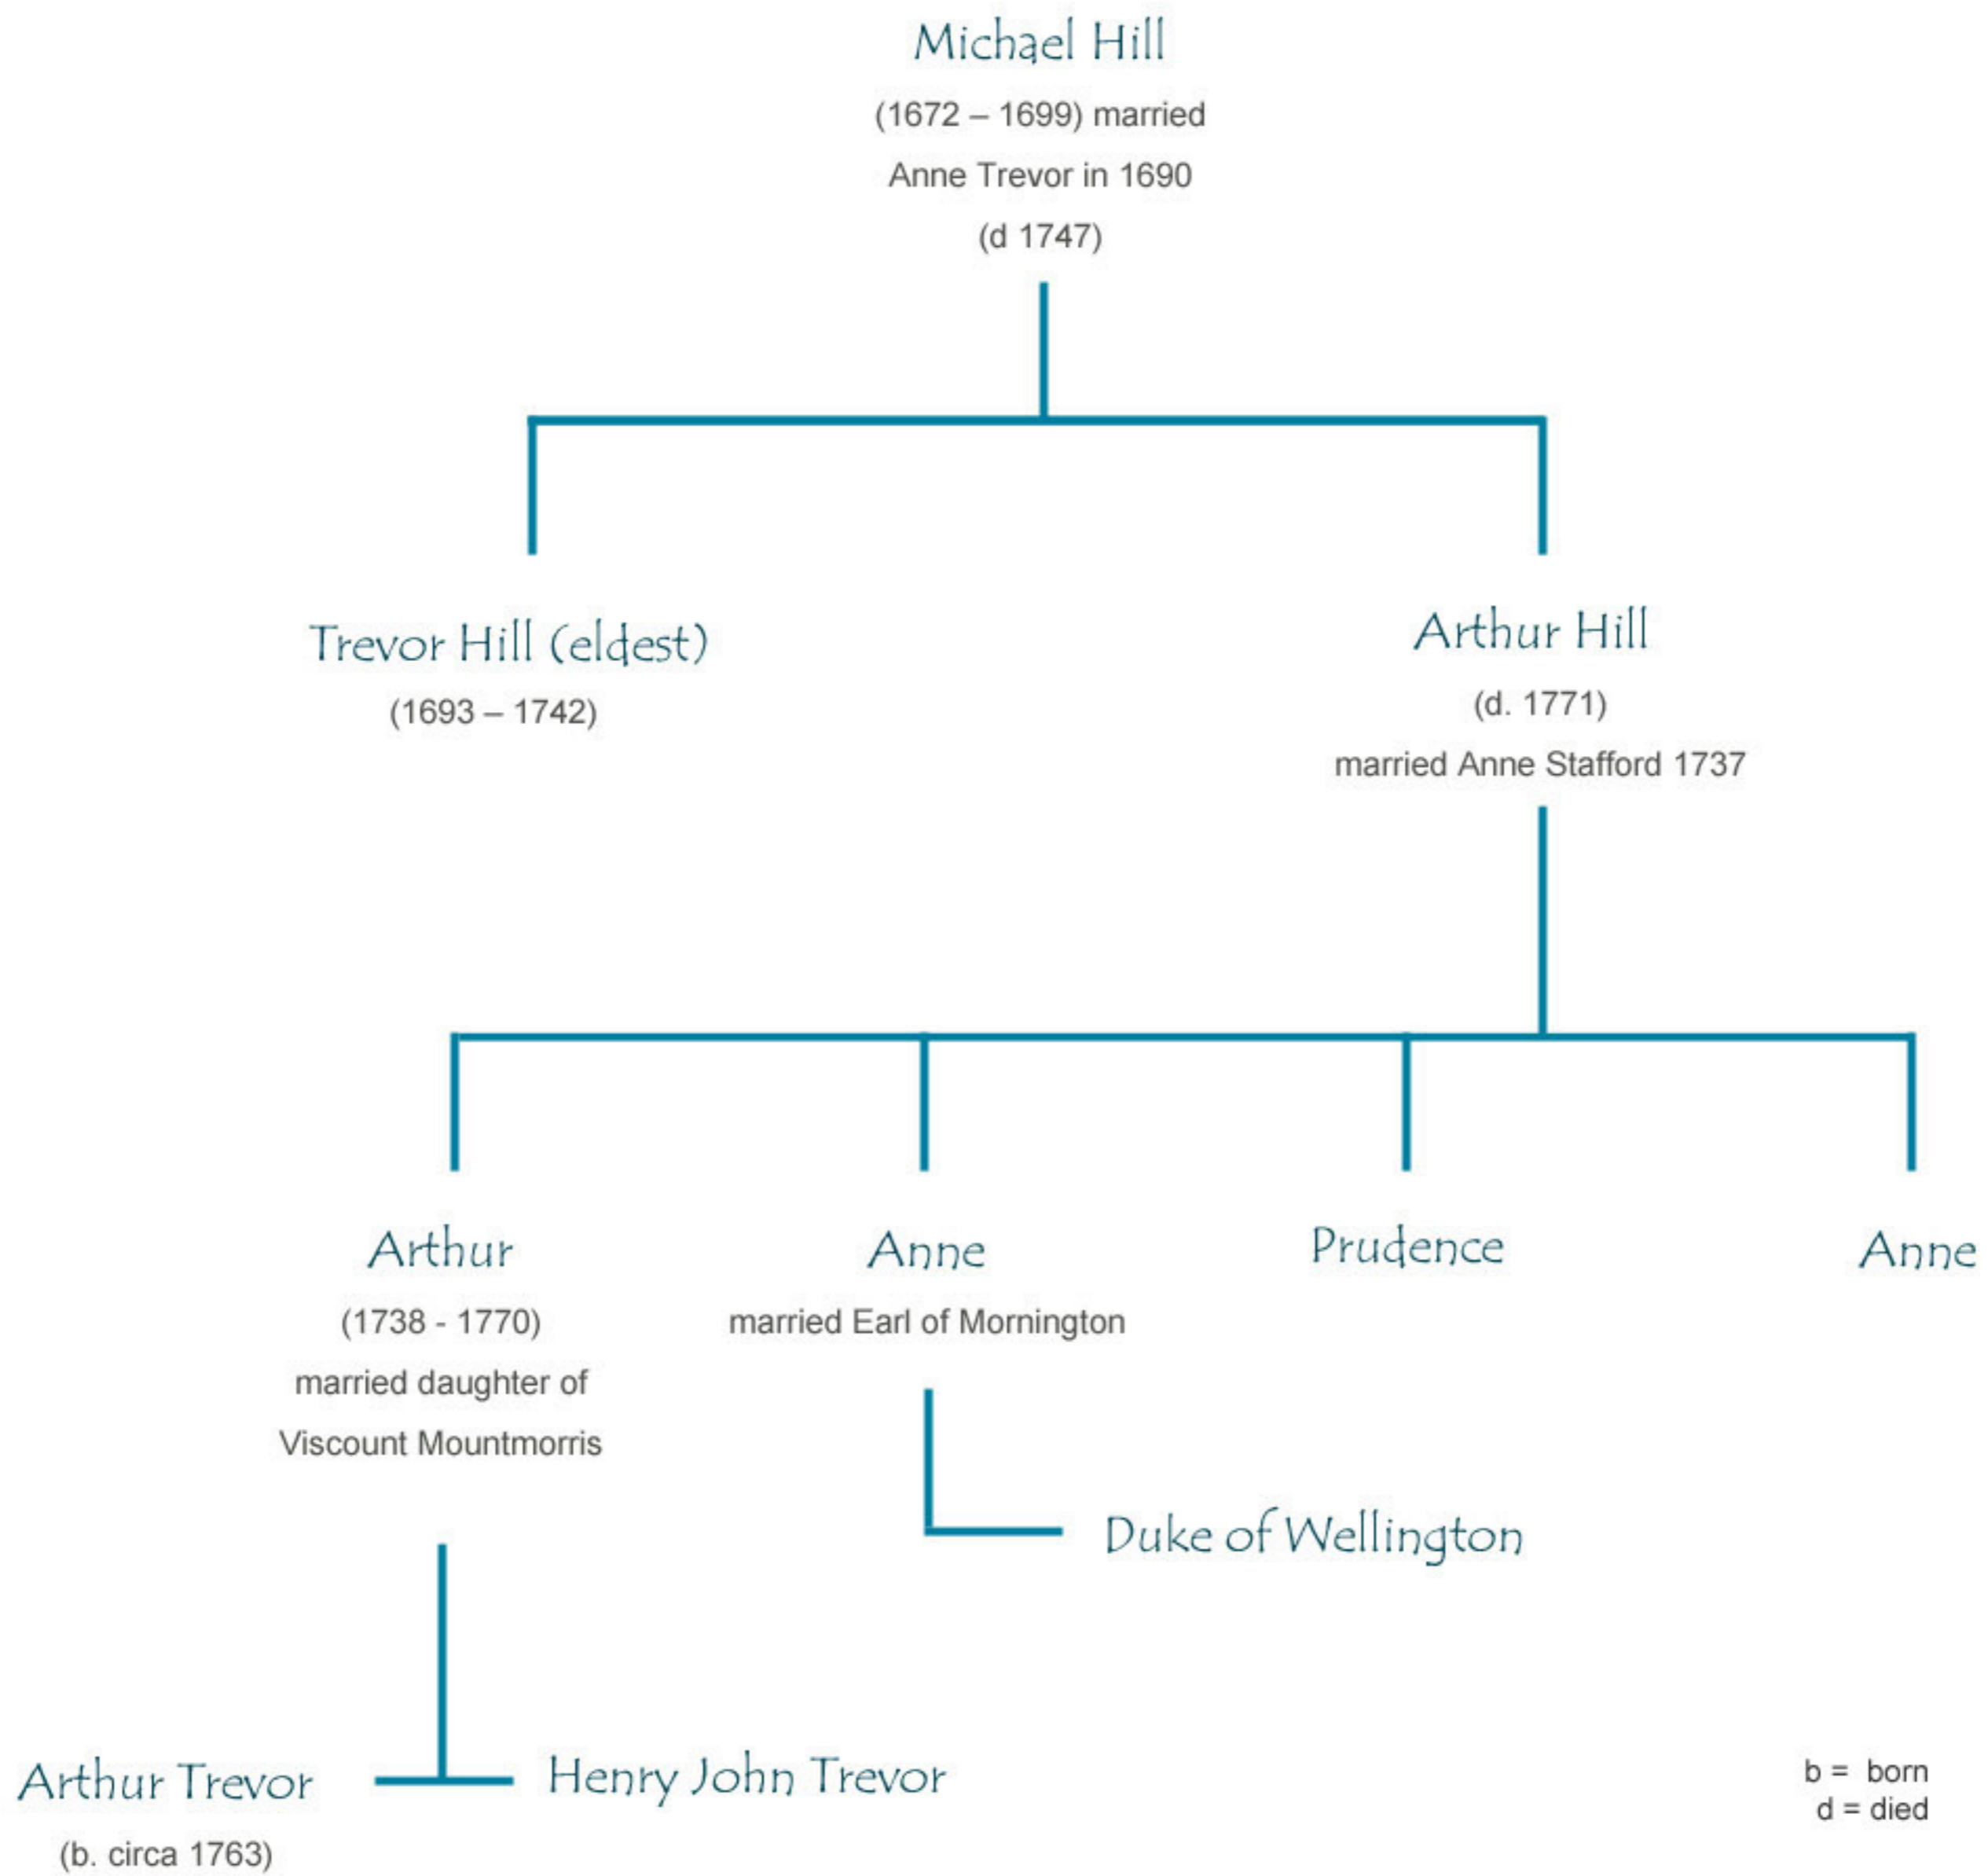 Michael Hill
(1672 – 1699) married
Anne Trevor in 1690
(d 1747)
Trevor Hill (eldest)
(1693 – 1742)
Arthur Hill
(d. 1771)
married Anne Stafford 1737
Arthur
(1738 - 1770)
married daughter of
Viscount Mountmorris
Anne
married Earl of Mornington
Prudence
Anne
Duke of Wellington
Arthur Trevor
(b. circa 1763)
Henry John Trevor
b = born
d = died